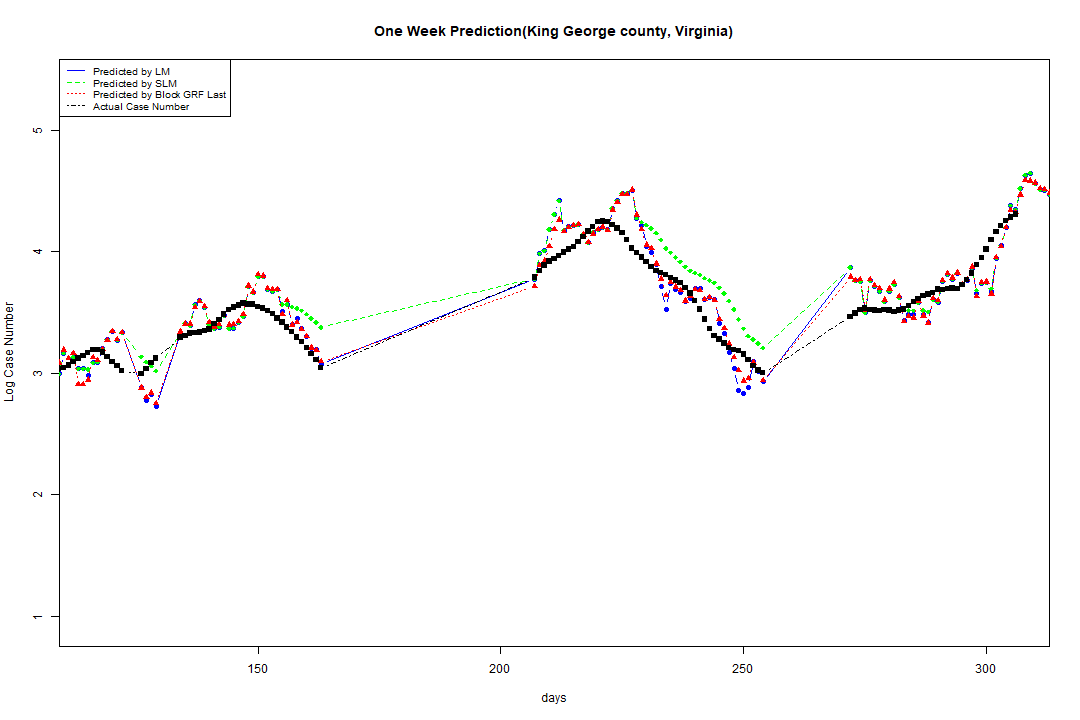 One Week Prediction(King George county, Virginia)
Predicted by LM
Predicted by SLM
Predicted by Block GRF Last
Actual Case Number
5
4
3
2
1
Log Case Number
150
200
250
300
days